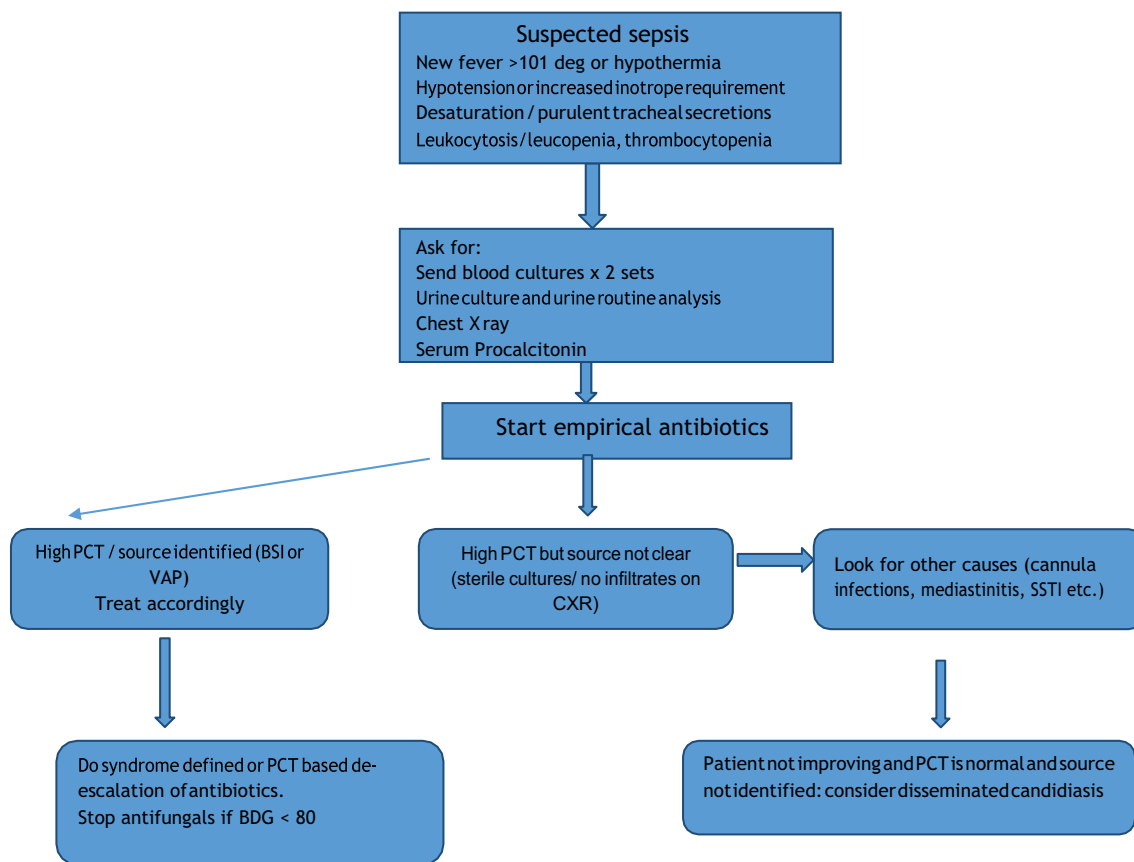 Suspected sepsis
New fever >101 deg or hypothermia
Hypotension or increased inotrope requirement
Desaturation / purulent tracheal secretions
Leukocytosis/leucopenia, thrombocytopenia
Ask for:
Send blood cultures x 2 sets
Urine culture and urine routine analysis
Chest X ray
Serum Procalcitonin
Start empirical antibiotics
High PCT / source identified (BSI or
VAP)
Treat accordingly
High PCT but source not clear
(sterile cultures/ no infiltrates on
CXR)
Look for other causes (cannula
infections, mediastinitis, SSTI etc.)
Do syndrome defined or PCT based de-
escalation of antibiotics.
Stop antifungals if BDG < 80
Patient not improving and PCT is normal and source
not identified: consider disseminated candidiasis